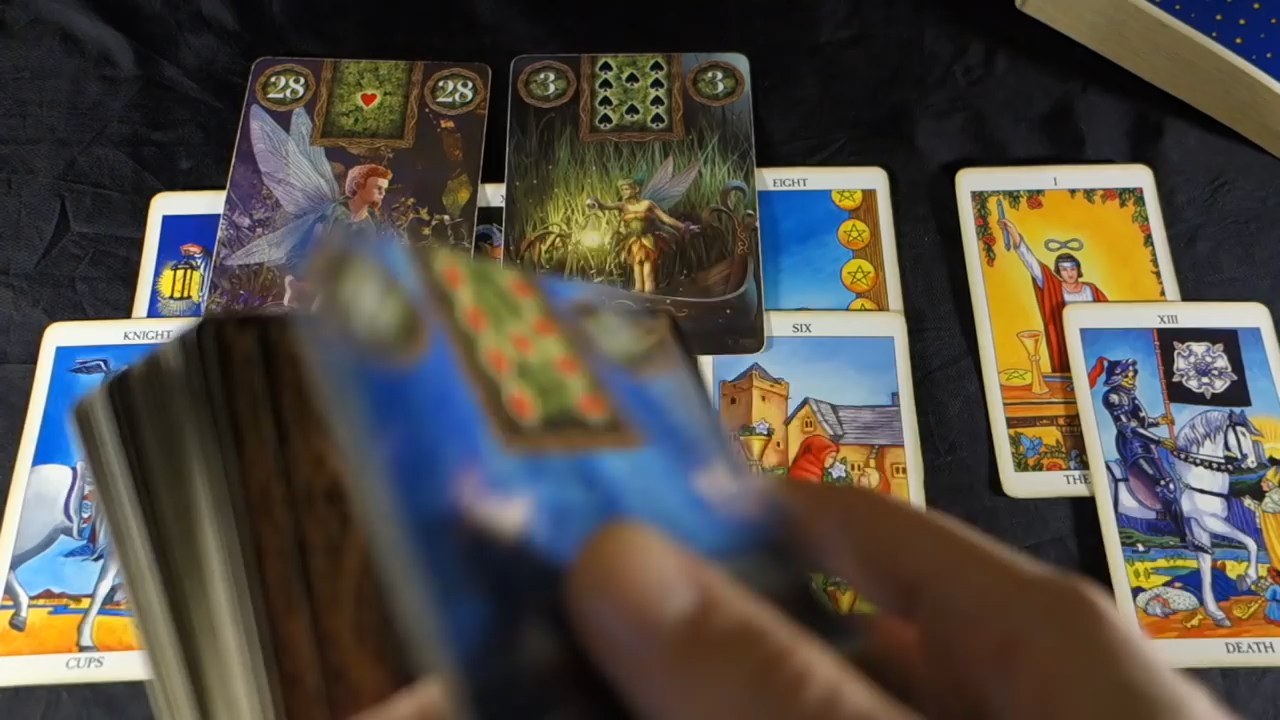 28 28
3 3
EIGHT
I
KNIGHT
SIX
XIII
THE
CUPS
DEATH